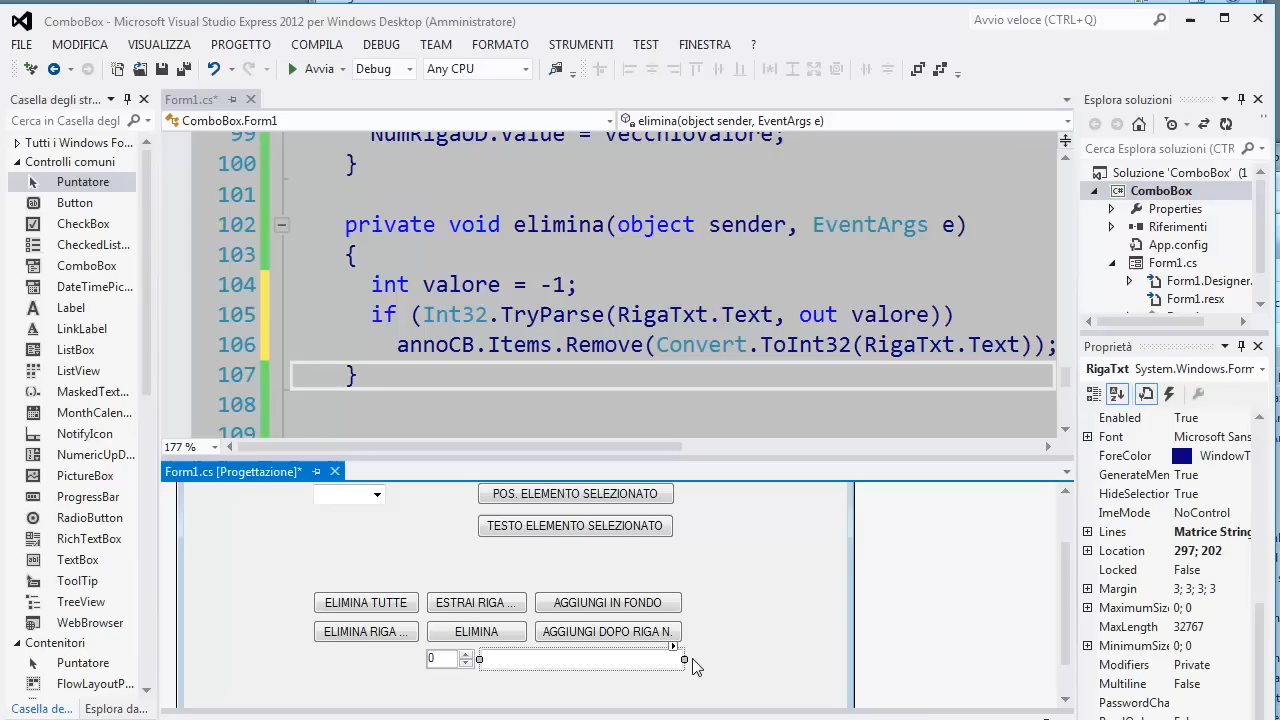 ComboBox - Microsoft Visual Studio Express 2012 per Windows Desktop (Amministratore)
Avvio veloce (CTRL+Q)
FILE MODIFICA VISUALIZZA PROGETTO COMPILA DEBUG TEAM FORMATO STRUMENTI TEST FINESTRA ?
Avvia Debug Any CPU
Casella degli str...
Cerca in Casella degl
Tutti i Windows Fo...
Controlli comuni
Puntatore
Button
CheckBox
CheckedList...
ComboBox
DateTimePic...
Label
LinkLabel
ListBox
ListView
MaskedText...
MonthCalen...
NotifyIcon
NumericUpD...
PictureBox
ProgressBar
RadioButton
RichTextBox
TextBox
ToolTip
TreeView
WebBrowser
Contenitori
Puntatore
FlowLayoutP...
Casella de... Esplora da...
Form1.cs*
ComboBox.Form1 elimina(object sender, EventArgs e)
99 NumRigaUD.Value = vecchioValore;
100 }
101
102 private void elimina(object sender, EventArgs e)
103 {
104 int valore = -1;
105 if (Int32.TryParse(RigaTxt.Text, out valore))
106 annoCB.Items.Remove(Convert.ToInt32(RigaTxt.Text));
107 }
108
109
177 %
Form1.cs [Progettazione]*
POS. ELEMENTO SELEZIONATO
TESTO ELEMENTO SELEZIONATO
ELIMINA TUTTE ESTRAI RIGA ... AGGIUNGI IN FONDO
ELIMINA RIGA ... ELIMINA AGGIUNGI DOPO RIGA N.
0
Esplora soluzioni
Cerca Esplora soluzioni (CTR
Soluzione 'ComboBox' (1
ComboBox
Properties
Riferimenti
App.config
Form1.cs
Form1.Designer.
Form1.resx
Proprietà
RigaTxt System.Windows.Form
Enabled True
Font Microsoft Sans
ForeColor WindowT
GenerateMen True
HideSelection True
ImeMode NoControl
Lines Matrice String
Location 297; 202
Locked False
Margin 3; 3; 3; 3
MaximumSize 0; 0
MaxLength 32767
MinimumSize 0; 0
Modifiers Private
Multiline False
PasswordCha